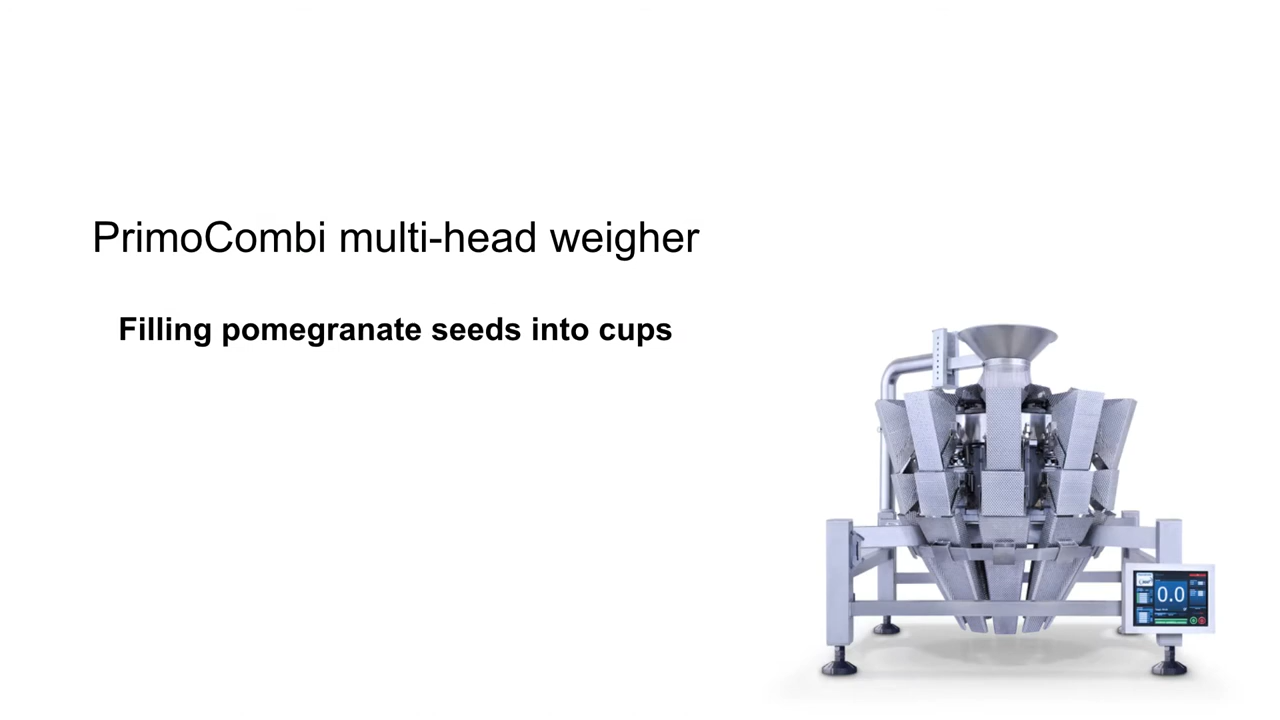 PrimoCombi multi-head weigher
Filling pomegranate seeds into cups
0.0